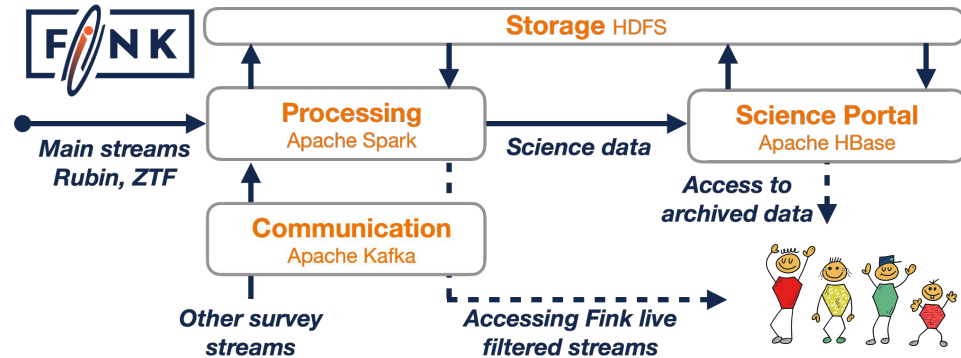 FINK
Storage HDFS
Processing
Apache Spark
Science Portal
Apache HBase
Main streams
Rubin, ZTF
Science data
Access to
archived data
Communication
Apache Kafka
Other survey
streams
Accessing Fink live
filtered streams